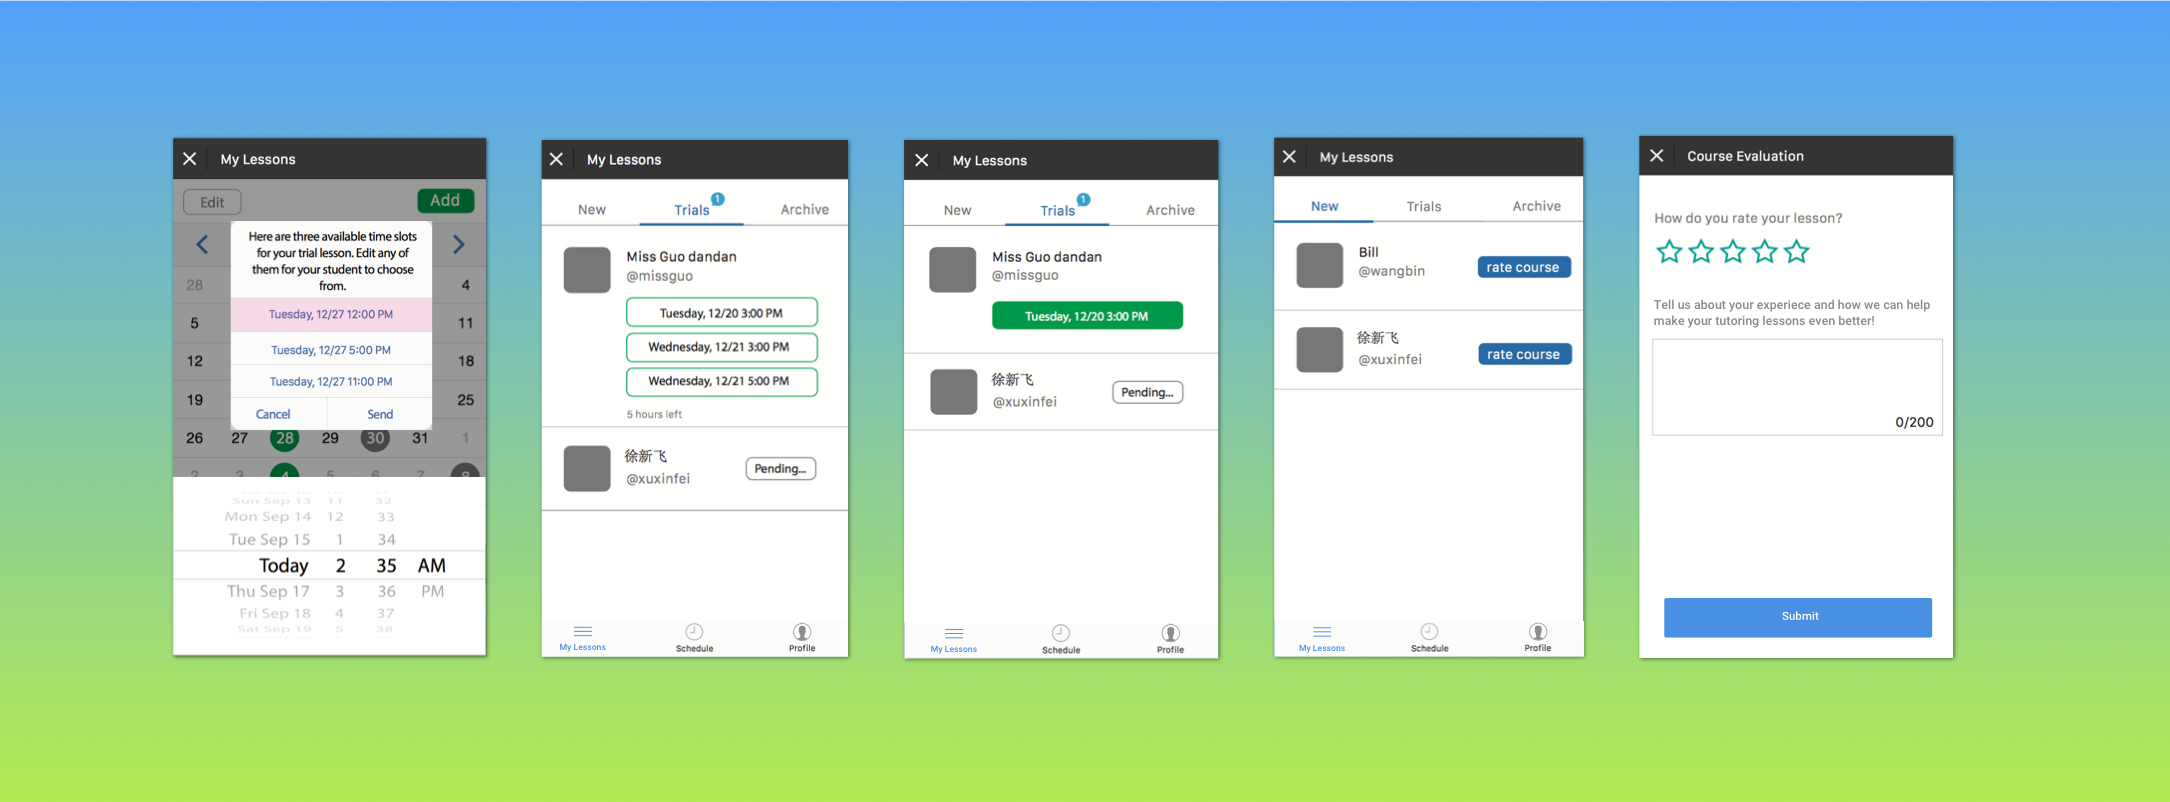 My Lessons
Edit
Add
Here are three available time slots
for your trial lesson. Edit any of
them for your student to choose
from.
Tuesday, 12/27 12:00 PM
Tuesday, 12/27 5:00 PM
Tuesday, 12/27 11:00 PM
Cancel Send
28 4
5 11
12 18
19 25
26 27 28 29 30 31 1
2 3 4 5 6 7 8
Sun Sep 13 11 32
Mon Sep 14 12 33
Tue Sep 15 1 34
Today 2 35 AM
Thu Sep 17 3 36 PM
Fri Sep 18 4 37
Sat Sep 19 5 38
My Lessons
New Trials 1 Archive
Miss Guo dandan
@missguo
Tuesday, 12/20 3:00 PM
Wednesday, 12/21 3:00 PM
Wednesday, 12/21 5:00 PM
5 hours left
徐新飞
@xuxinfei
Pending...
My Lessons Schedule Profile
My Lessons
New Trials 1 Archive
Miss Guo dandan
@missguo
Tuesday, 12/20 3:00 PM
徐新飞
@xuxinfei
Pending...
My Lessons Schedule Profile
My Lessons
New Trials Archive
Bill
@wangbin
rate course
徐新飞
@xuxinfei
rate course
My Lessons Schedule Profile
Course Evaluation
How do you rate your lesson?
Tell us about your experiece and how we can help
make your tutoring lessons even better!
0/200
Submit